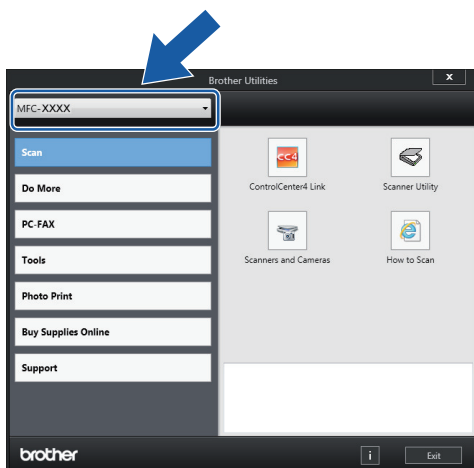 Brother Utilities
X
MFC-XXXX
Scan
Do More
PC-FAX
Tools
Photo Print
Buy Supplies Online
Support
CC4
ControlCenter4 Link
Scanner Utility
Scanners and Cameras
How to Scan
brother
i
Exit